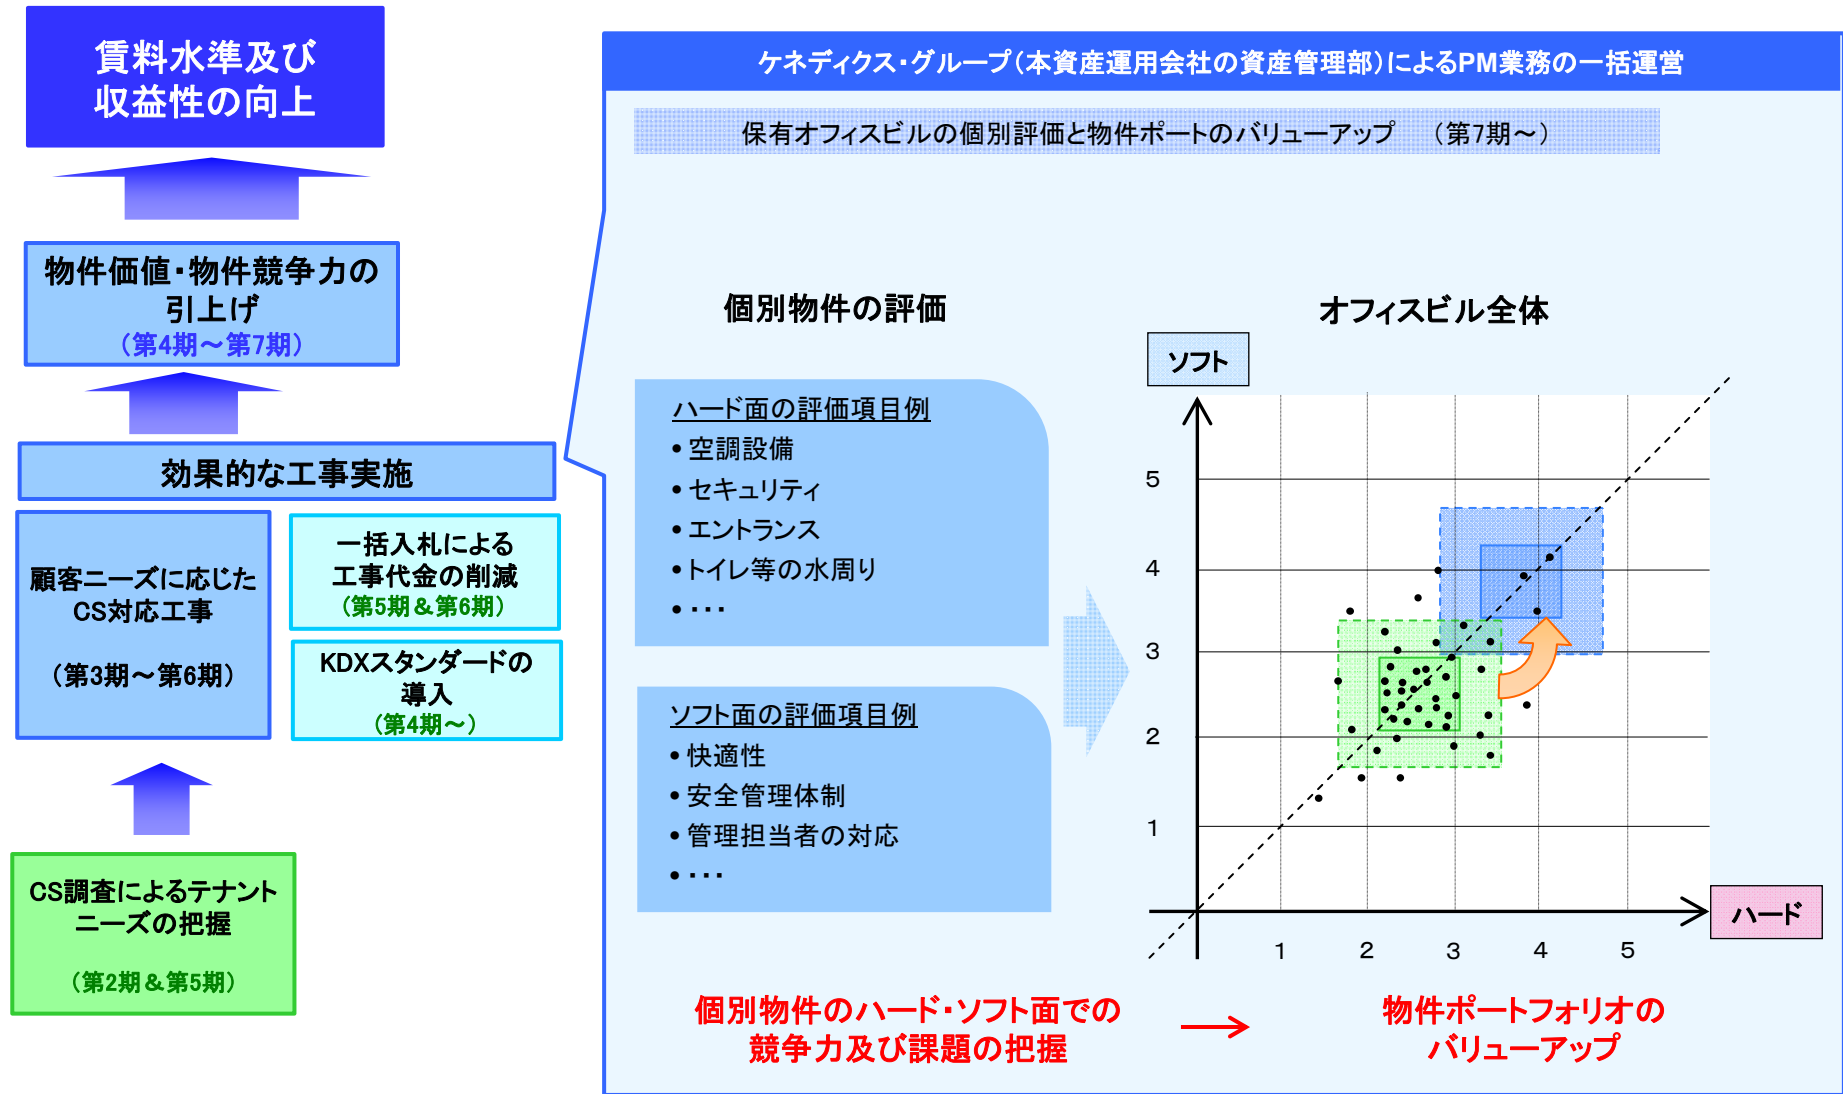 賃料水準及び
収益性の向上
物件価値・物件競争力の
引上げ
（第4期～第7期）
効果的な工事実施
顧客ニーズに応じた
CS対応工事
（第3期～第6期）
一括入札による
工事代金の削減
（第5期＆第6期）
KDXスタンダードの
導入
（第4期～）
CS調査によるテナント
ニーズの把握
（第2期＆第5期）
ケネディクス・グループ（本資産運用会社の資産管理部）によるPM業務の一括運営
保有オフィスビルの個別評価と物件ポートのバリューアップ　（第7期～）
個別物件の評価
ハード面の評価項目例
• 空調設備
• セキュリティ
• エントランス
• トイレ等の水周り
• ・・・
ソフト面の評価項目例
• 快適性
• 安全管理体制
• 管理担当者の対応
• ・・・
オフィスビル全体
ソフト
5
4
3
2
1
1 2 3 4 5
ハード
個別物件のハード・ソフト面での
競争力及び課題の把握
物件ポートフォリオの
バリューアップ